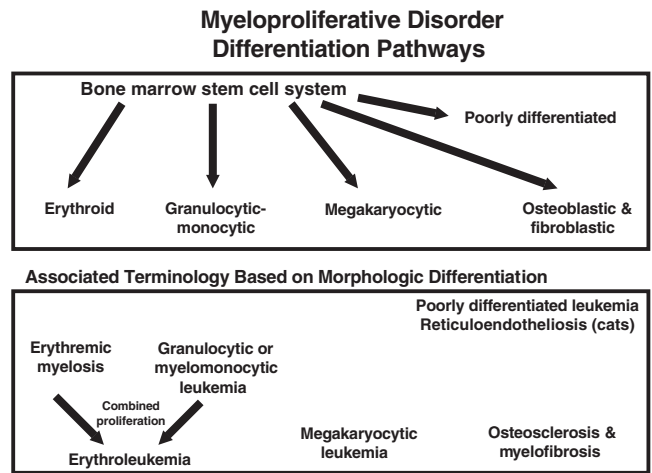 Myeloproliferative Disorder
Differentiation Pathways
Bone marrow stem cell system
Poorly differentiated
Erythroid
Granulocytic-
monocytic
Megakaryocytic
Osteoblastic &
fibroblastic
Associated Terminology Based on Morphologic Differentiation
Poorly differentiated leukemia
Reticuloendotheliosis (cats)
Erythremic
myelosis
Granulocytic or
myelomonocytic
leukemia
Combined
proliferation
Erythroleukemia
Megakaryocytic
leukemia
Osteosclerosis &
myelofibrosis